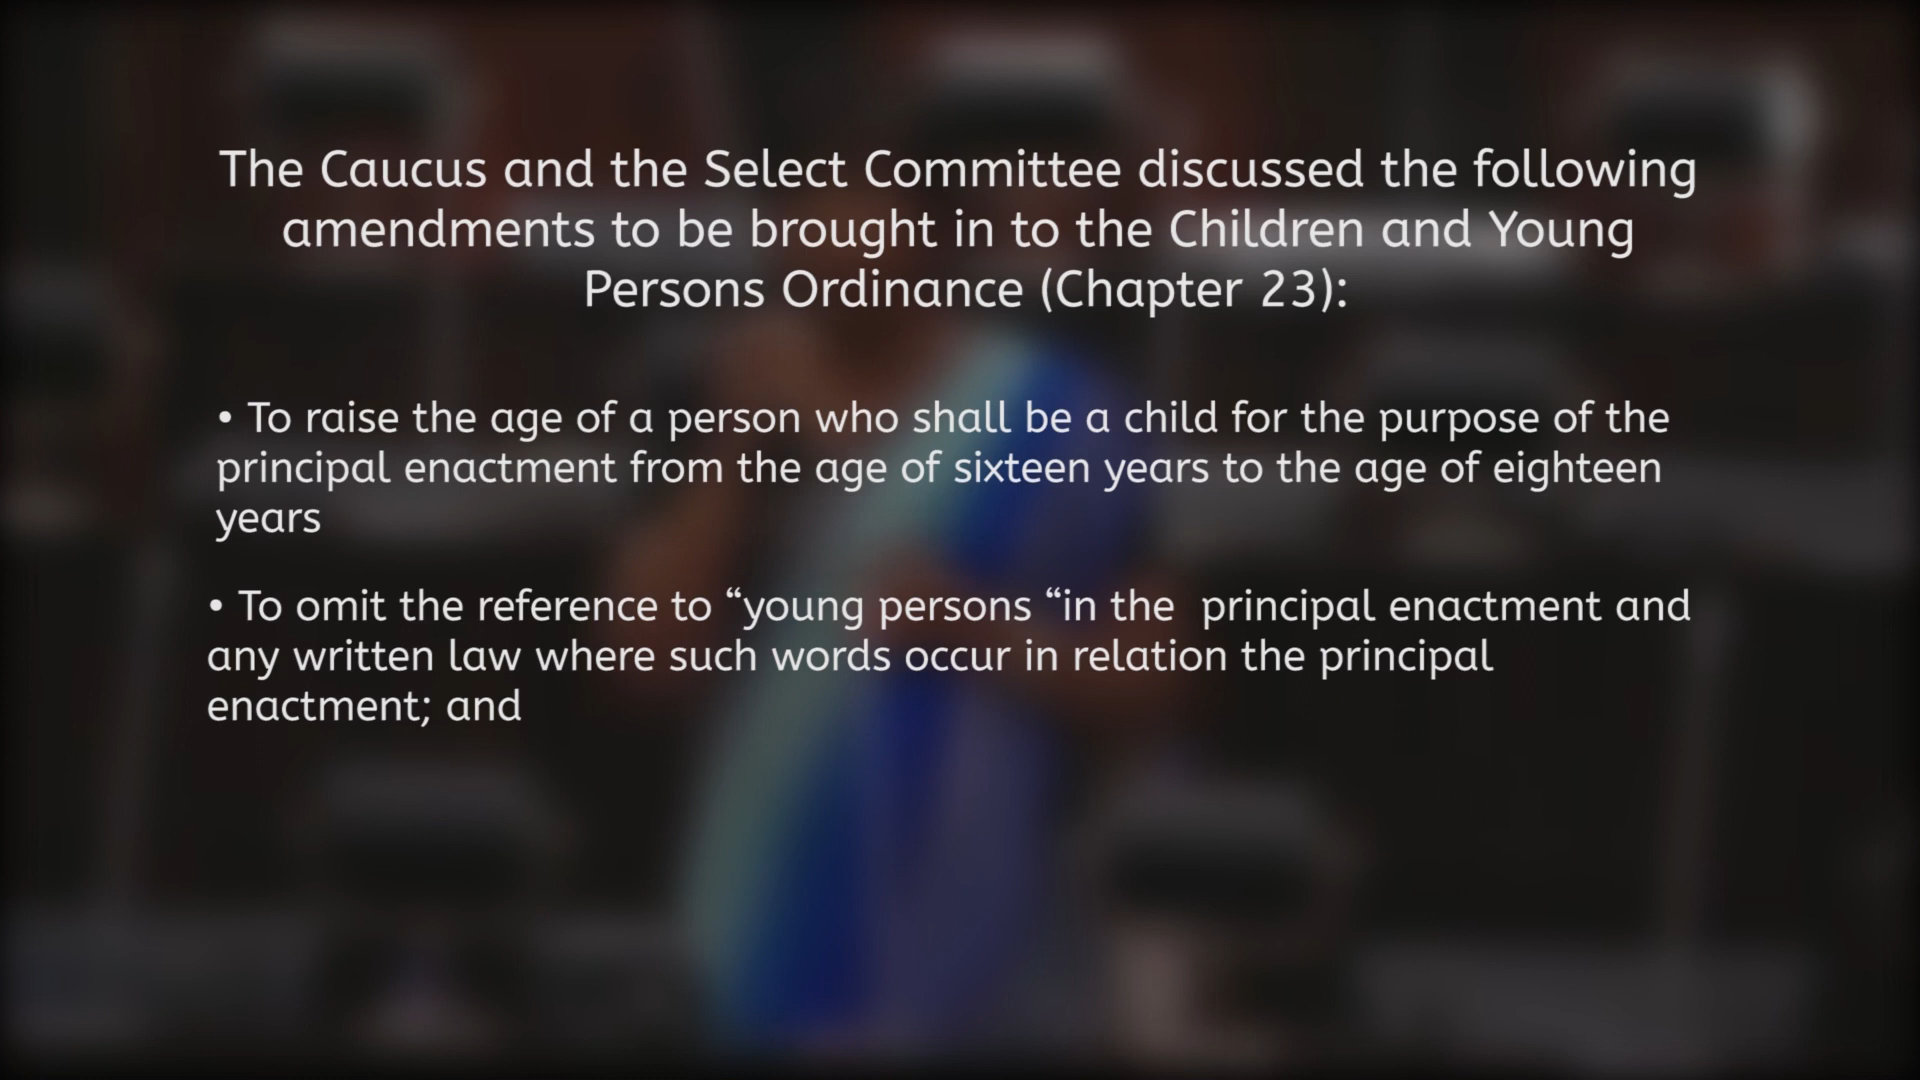 The Caucus and the Select Committee discussed the following
amendments to be brought in to the Children and Young
Persons Ordinance (Chapter 23):
• To raise the age of a person who shall be a child for the purpose of the
principal enactment from the age of sixteen years to the age of eighteen
years
• To omit the reference to “young persons “in the  principal enactment and
any written law where such words occur in relation the principal
enactment; and